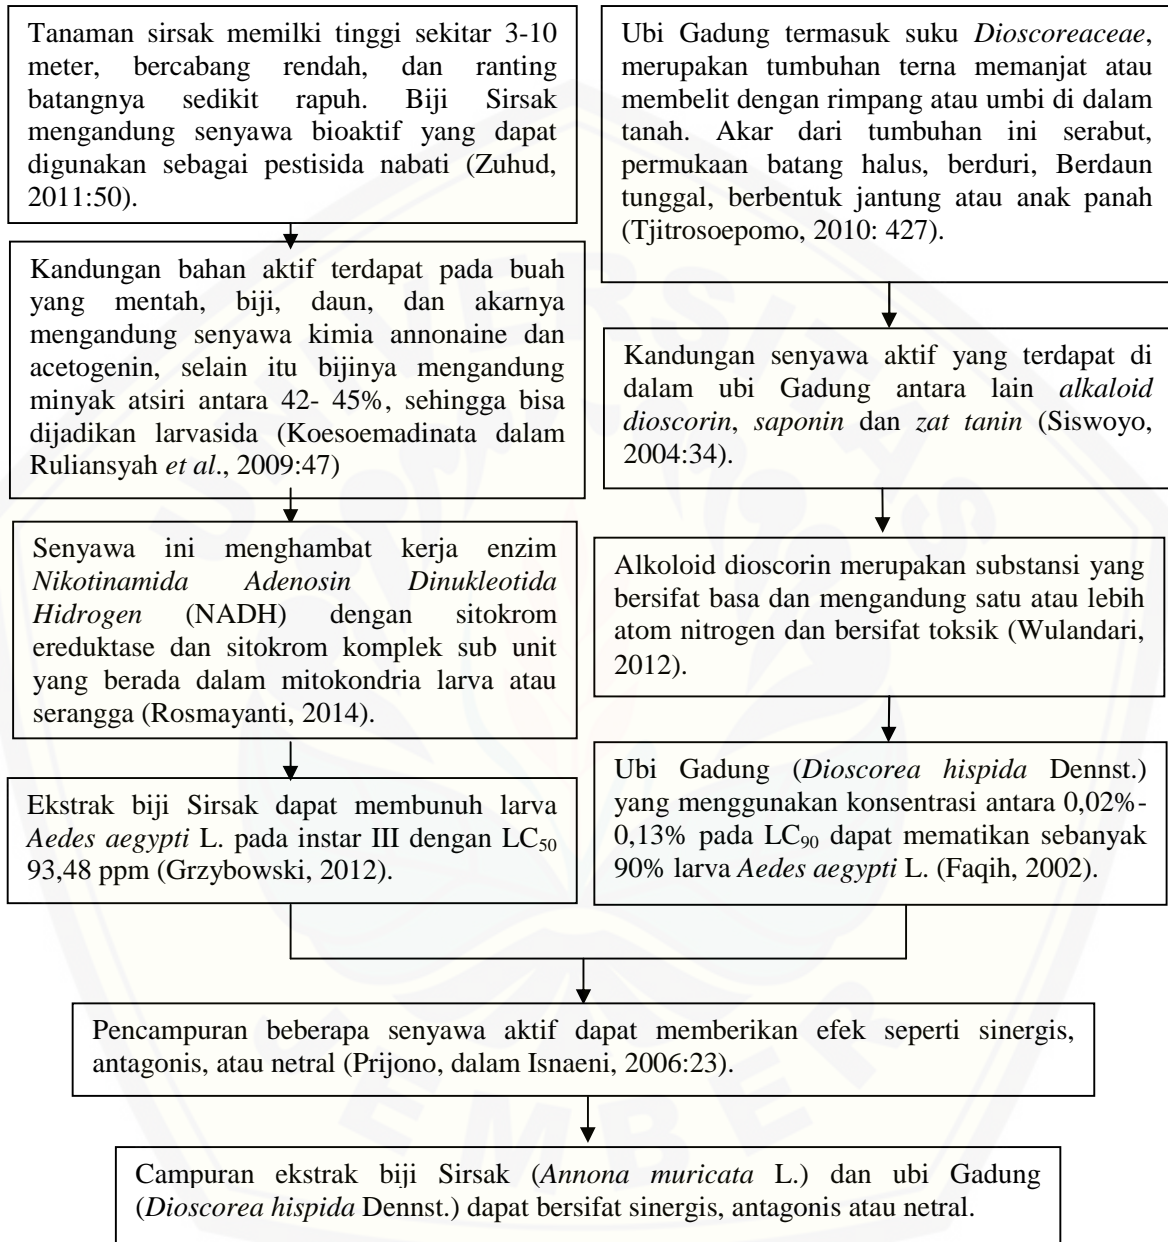 Tanaman sirsak memilki tinggi sekitar 3-10
meter, bercabang rendah, dan ranting
batangnya sedikit rapuh. Biji Sirsak
mengandung senyawa bioaktif yang dapat
digunakan sebagai pestisida nabati (Zuhud,
2011:50).
Kandungan bahan aktif terdapat pada buah
yang mentah, biji, daun, dan akarnya
mengandung senyawa kimia annonaine dan
acetogenin, selain itu bijinya mengandung
minyak atsiri antara 42- 45%, sehingga bisa
dijadikan larvasida (Koesoemadinata dalam
Ruliansyah et al., 2009:47)
Senyawa ini menghambat kerja enzim
Nikotinamida Adenosin Dinukleotida
Hidrogen (NADH) dengan sitokrom
ereduktase dan sitokrom komplek sub unit
yang berada dalam mitokondria larva atau
serangga (Rosmayanti, 2014).
Ekstrak biji Sirsak dapat membunuh larva
Aedes aegypti L. pada instar III dengan LC50
93,48 ppm (Grzybowski, 2012).
Ubi Gadung termasuk suku Dioscoreaceae,
merupakan tumbuhan terna memanjat atau
membelit dengan rimpang atau umbi di dalam
tanah. Akar dari tumbuhan ini serabut,
permukaan batang halus, berduri, Berdaun
tunggal, berbentuk jantung atau anak panah
(Tjitrosoepomo, 2010: 427).
Kandungan senyawa aktif yang terdapat di
dalam ubi Gadung antara lain alkaloid
dioscorin, saponin dan zat tanin (Siswoyo,
2004:34).
Alkoloid dioscorin merupakan substansi yang
bersifat basa dan mengandung satu atau lebih
atom nitrogen dan bersifat toksik (Wulandari,
2012).
Ubi Gadung (Dioscorea hispida Dennst.)
yang menggunakan konsentrasi antara 0,02%-
0,13% pada LC90 dapat mematikan sebanyak
90% larva Aedes aegypti L. (Faqih, 2002).
Pencampuran beberapa senyawa aktif dapat memberikan efek seperti sinergis,
antagonis, atau netral (Prijono, dalam Isnaeni, 2006:23).
Campuran ekstrak biji Sirsak (Annona muricata L.) dan ubi Gadung
(Dioscorea hispida Dennst.) dapat bersifat sinergis, antagonis atau netral.